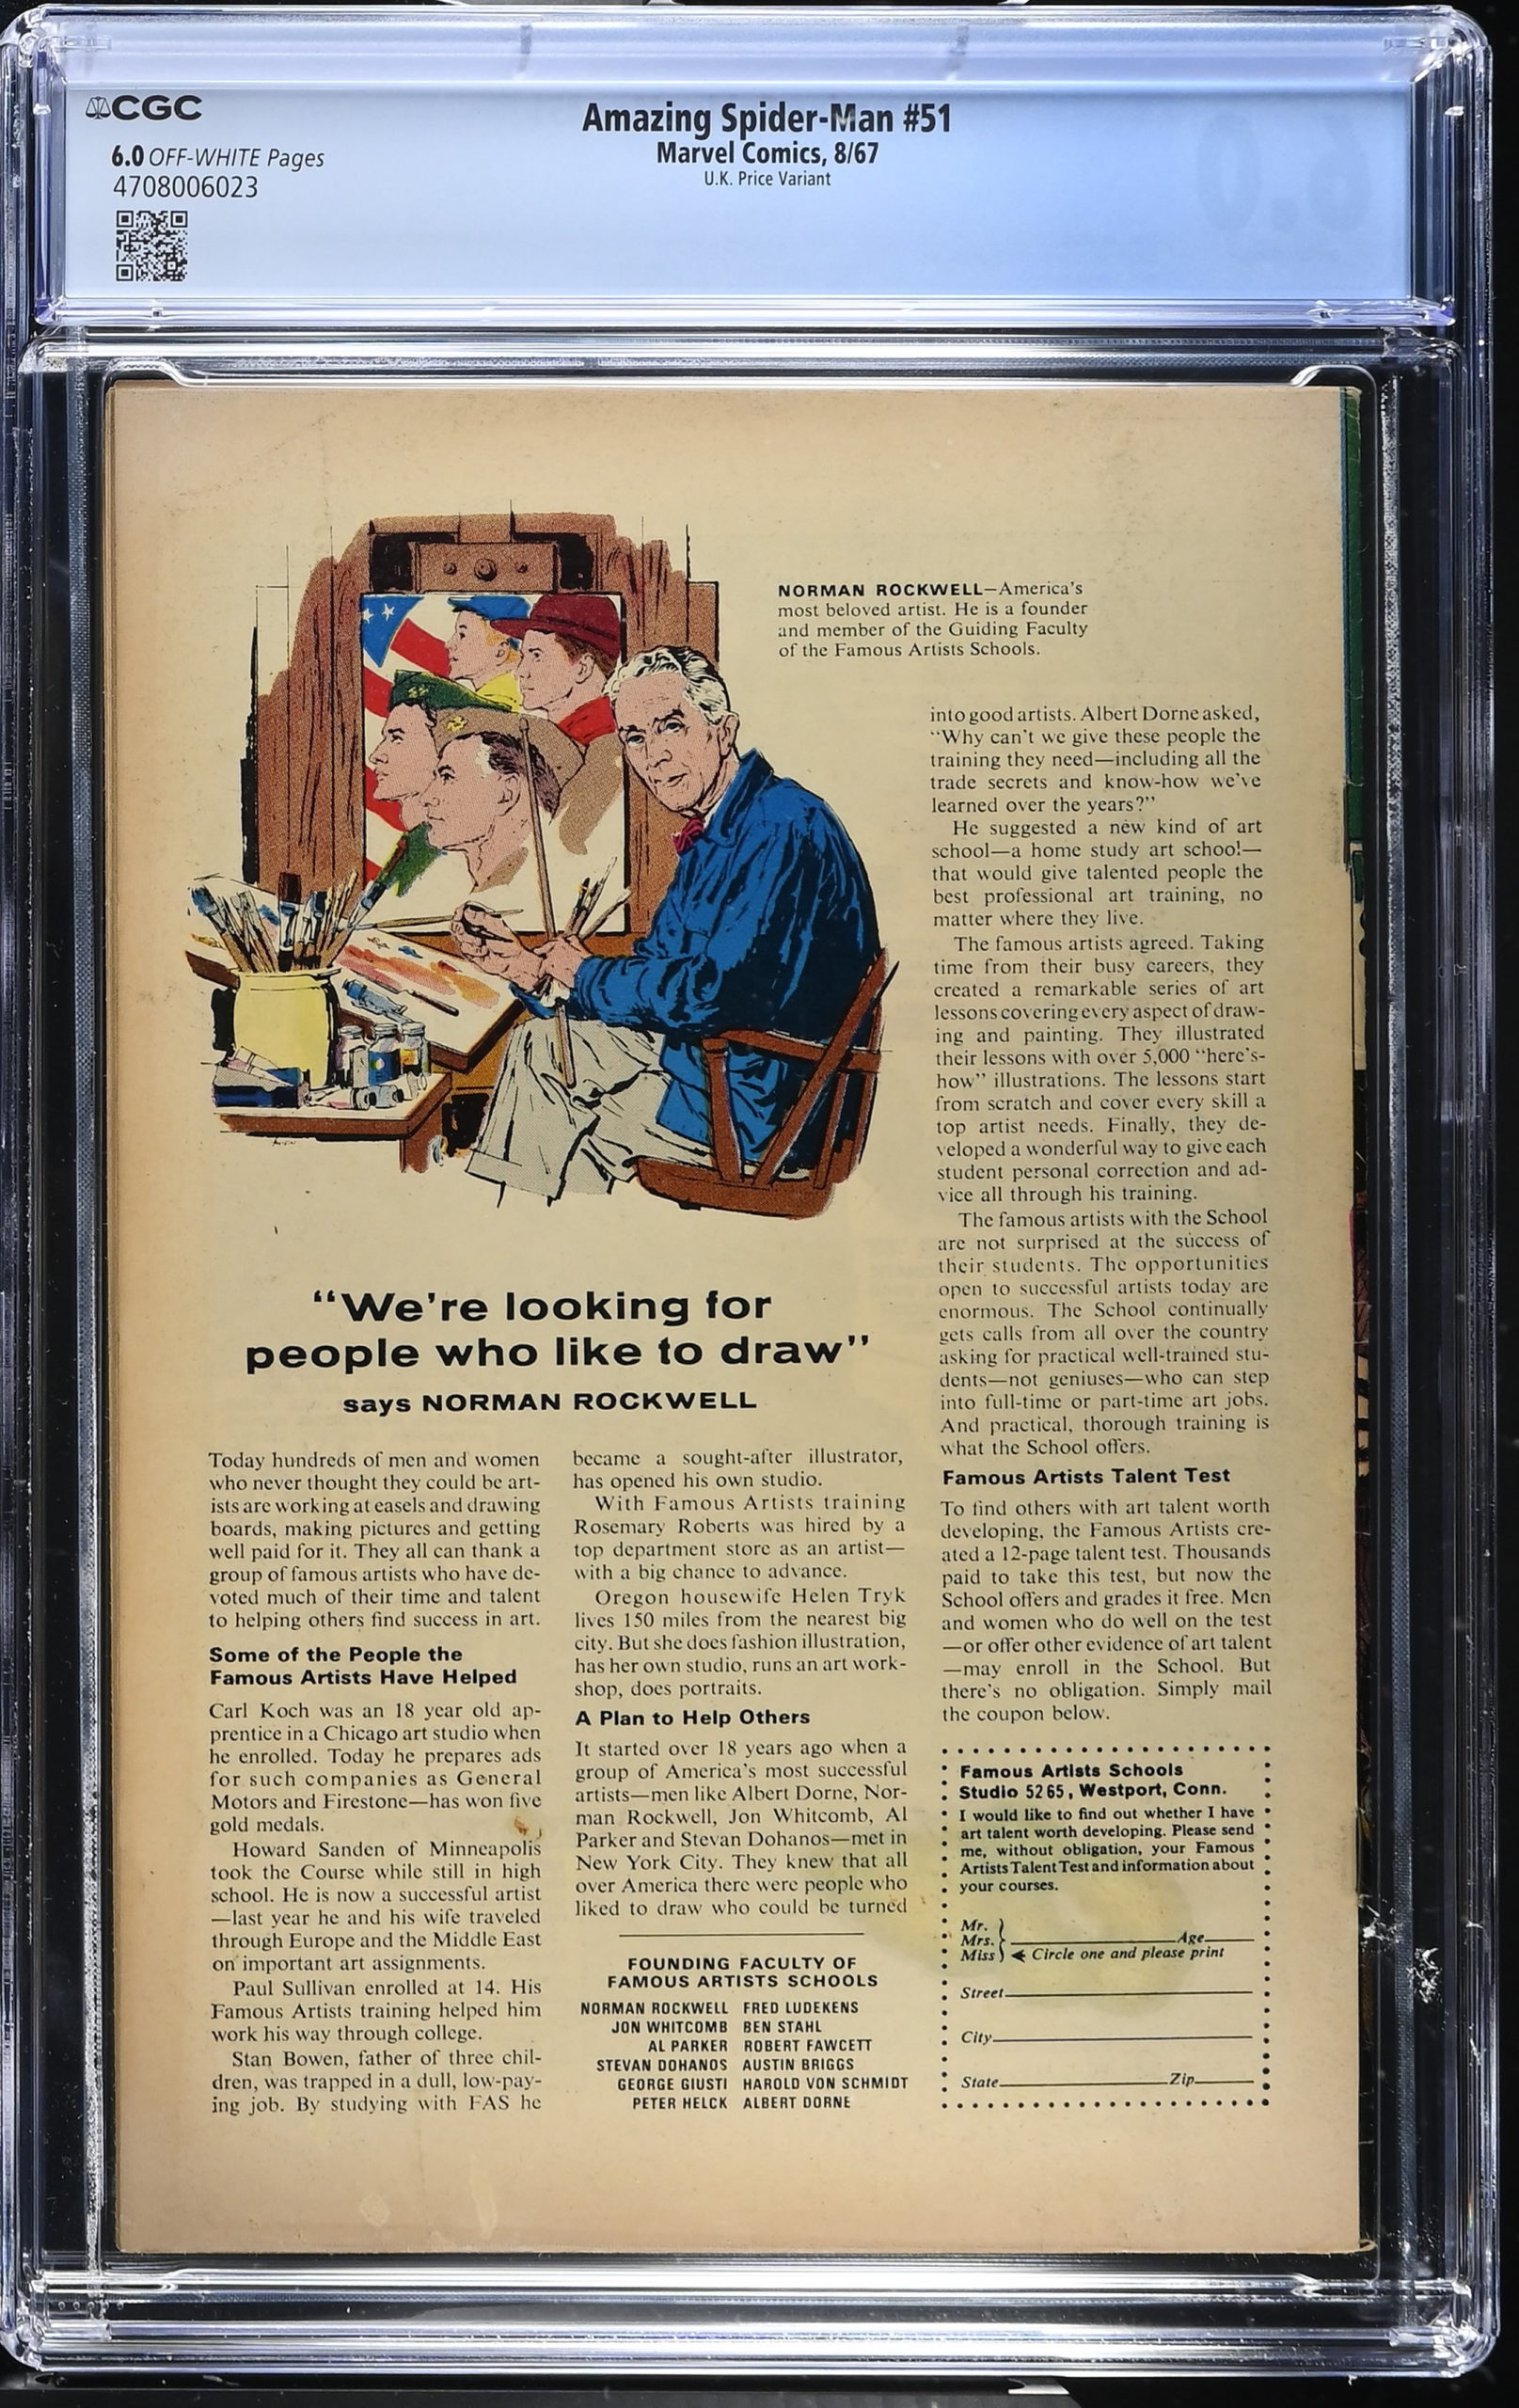 CGC
6.0 OFF-WHITE Pages
4708006023
Amazing Spider-Man #51
Marvel Comics, 8/67
U.K. Price Variant
NORMAN ROCKWELL—America's
most beloved artist. He is a founder
and member of the Guiding Faculty
of the Famous Artists Schools.
"We're looking for
people who like to draw"
says NORMAN ROCKWELL
Today hundreds of men and women
who never thought they could be art-
ists are working at easels and drawing
boards, making pictures and getting
well paid for it. They all can thank a
group of famous artists who have de-
voted much of their time and talent
to helping others find success in art.
Some of the People the
Famous Artists Have Helped
Carl Koch was an 18 year old ap-
prentice in a Chicago art studio when
he enrolled. Today he prepares ads
for such companies as General
Motors and Firestone—has won five
gold medals.
Howard Sanden of Minneapolis
took the Course while still in high
school. He is now a successful artist
—last year he and his wife traveled
through Europe and the Middle East
on important art assignments.
Paul Sullivan enrolled at 14. His
Famous Artists training helped him
work his way through college.
Stan Bowen, father of three chil-
dren, was trapped in a dull, low-pay-
ing job. By studying with FAS he
became a sought-after illustrator,
has opened his own studio.
With Famous Artists training
Rosemary Roberts was hired by a
top department store as an artist—
with a big chance to advance.
Oregon housewife Helen Tryk
lives 150 miles from the nearest big
city. But she does fashion illustration,
has her own studio, runs an art work-
shop, does portraits.
A Plan to Help Others
It started over 18 years ago when a
group of America's most successful
artists—men like Albert Dorne, Nor-
man Rockwell, Jon Whitcomb, Al
Parker and Stevan Dohanos—met in
New York City. They knew that all
over America there were people who
liked to draw who could be turned
FOUNDING FACULTY OF
FAMOUS ARTISTS SCHOOLS
NORMAN ROCKWELL FRED LUDEKENS
JON WHITCOMB BEN STAHL
AL PARKER ROBERT FAWCETT
STEVAN DOHANOS AUSTIN BRIGGS
GEORGE GIUSTI HAROLD VON SCHMIDT
PETER HELCK ALBERT DORNE
into good artists. Albert Dorne asked,
"Why can't we give these people the
training they need—including all the
trade secrets and know-how we've
learned over the years?"
He suggested a new kind of art
school—a home study art school—
that would give talented people the
best professional art training, no
matter where they live.
The famous artists agreed. Taking
time from their busy careers, they
created a remarkable series of art
lessons covering every aspect of draw-
ing and painting. They illustrated
their lessons with over 5,000 "here's-
how" illustrations. The lessons start
from scratch and cover every skill a
top artist needs. Finally, they de-
veloped a wonderful way to give each
student personal correction and ad-
vice all through his training.
The famous artists with the School
are not surprised at the success of
their students. The opportunities
open to successful artists today are
enormous. The School continually
gets calls from all over the country
asking for practical well-trained stu-
dents—not geniuses—who can step
into full-time or part-time art jobs.
And practical, thorough training is
what the School offers.
Famous Artists Talent Test
To find others with art talent worth
developing, the Famous Artists cre-
ated a 12-page talent test. Thousands
paid to take this test, but now the
School offers and grades it free. Men
and women who do well on the test
—or offer other evidence of art talent
—may enroll in the School. But
there's no obligation. Simply mail
the coupon below.
Famous Artists Schools
Studio 5265, Westport, Conn.
I would like to find out whether I have
art talent worth developing. Please send
me, without obligation, your Famous
Artists Talent Test and information about
your courses.
Mr.
Mrs. Age
Miss Circle one and please print
Street
City
State Zip